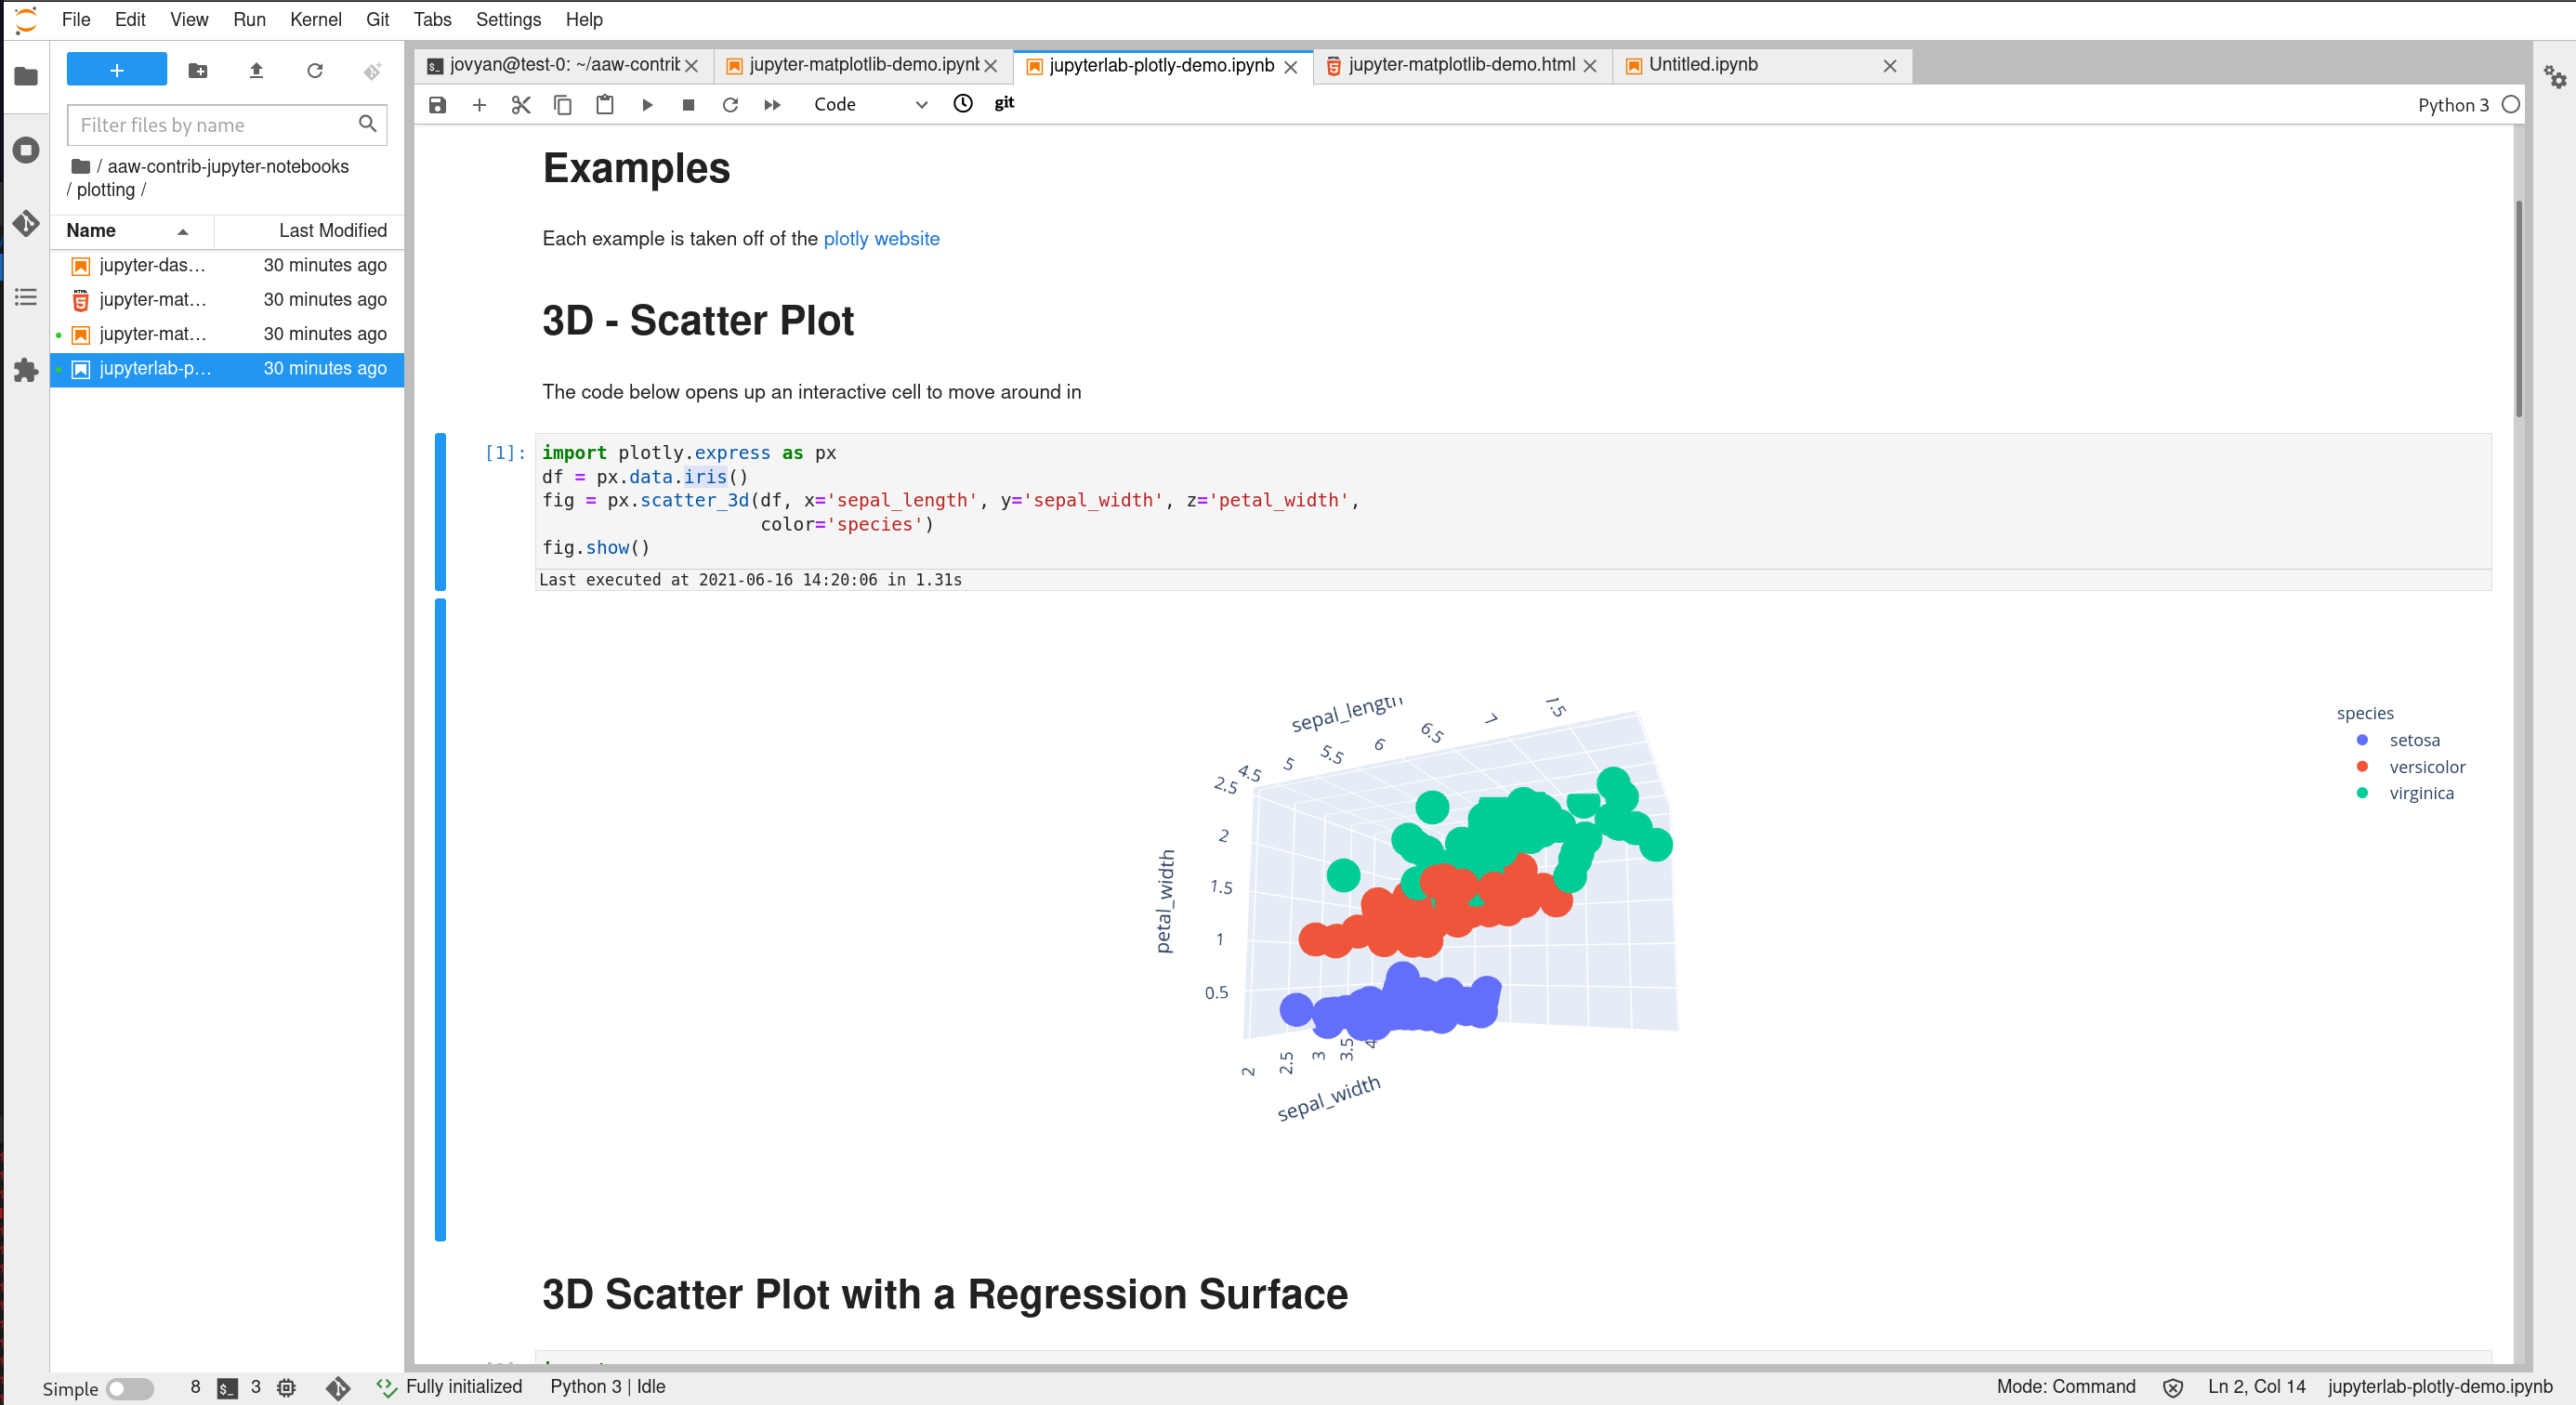 File Edit View Run Kernel Git Tabs Settings Help
Filter files by name
/ aaw-contrib-jupyter-notebooks
/ plotting /
Name Last Modified
jupyter-das... 30 minutes ago
jupyter-mat... 30 minutes ago
jupyter-mat... 30 minutes ago
jupyterlab-p... 30 minutes ago
jovyan@test-0: ~/aaw-contrib jupyter-matplotlib-demo.ipynb jupyterlab-plotly-demo.ipynb jupyter-matplotlib-demo.html Untitled.ipynb
Code git Python 3
Examples
Each example is taken off of the plotly website
3D - Scatter Plot
The code below opens up an interactive cell to move around in
[1]: import plotly.express as px
df = px.data.iris()
fig = px.scatter_3d(df, x='sepal_length', y='sepal_width', z='petal_width',
color='species')
fig.show()
Last executed at 2021-06-16 14:20:06 in 1.31s
sepal_length
4.5 5 5.5 6 6.5 7 7.5
petal_width
2.5
2
1.5
1
0.5
2 2.5 3 3.5 4
sepal_width
species
setosa
versicolor
virginica
3D Scatter Plot with a Regression Surface
Simple 8 $_ 3 Fully initialized Python 3 | Idle Mode: Command Ln 2, Col 14 jupyterlab-plotly-demo.ipynb